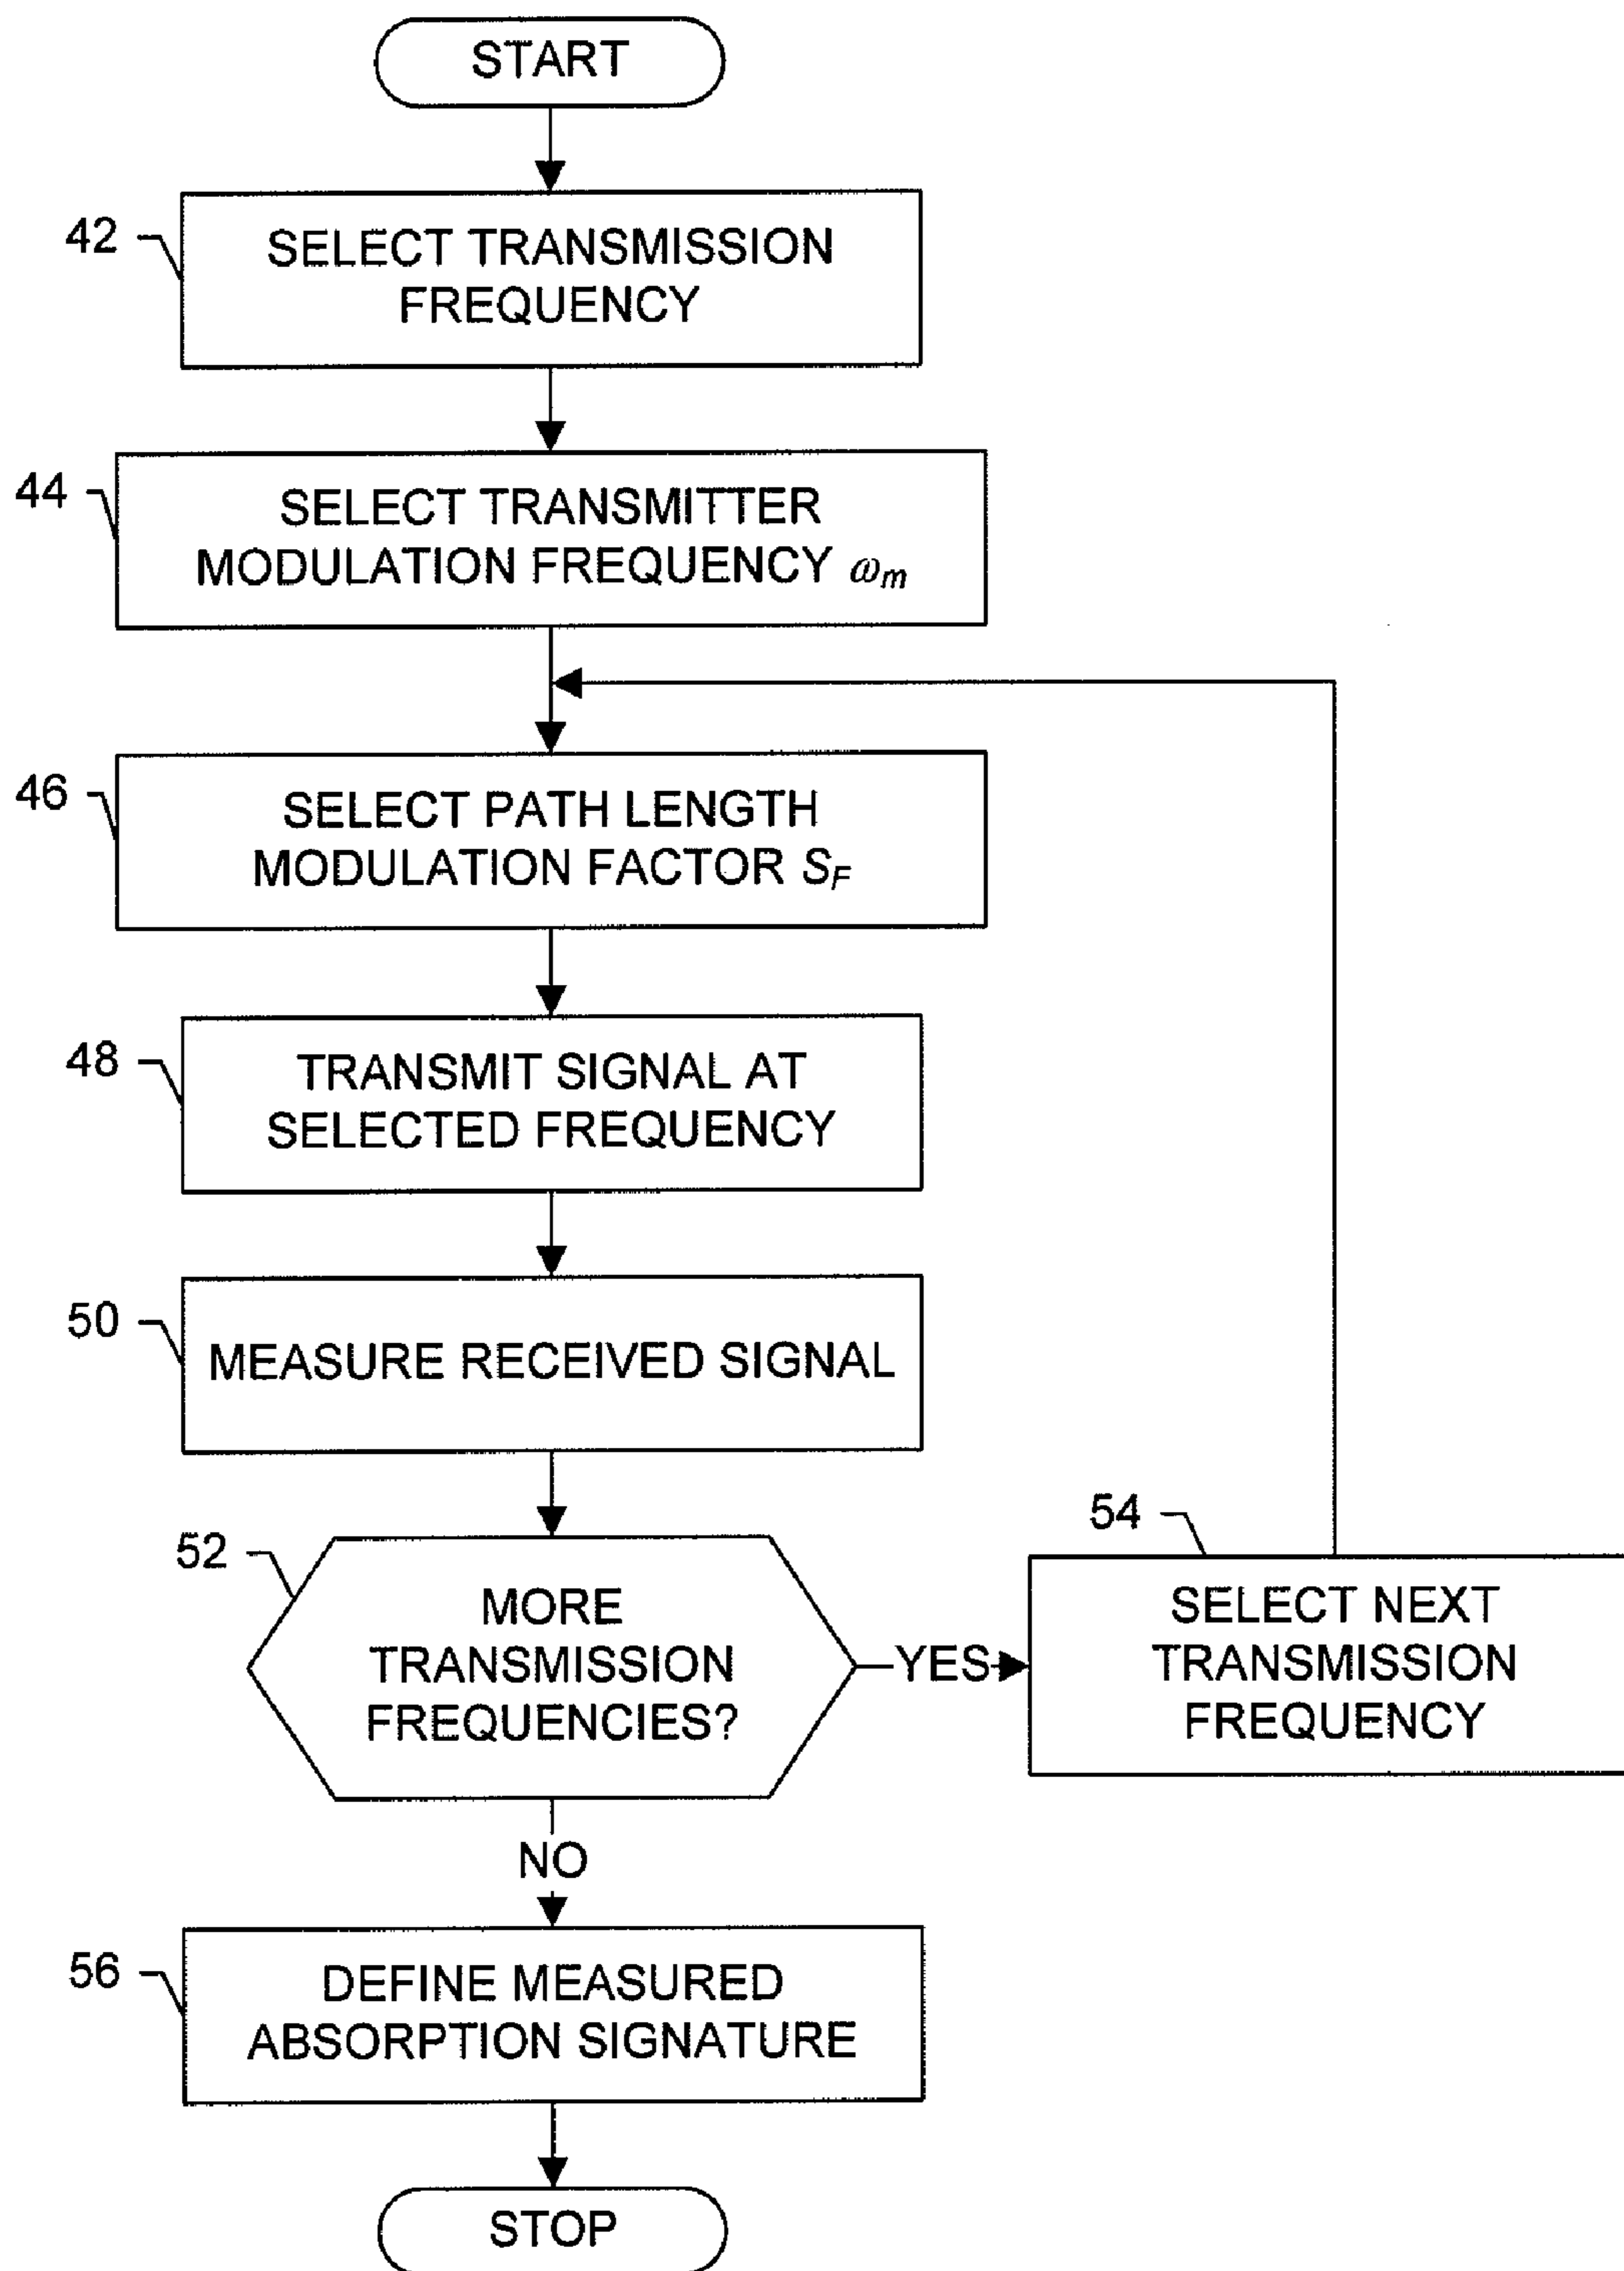 START
42
SELECT TRANSMISSION
FREQUENCY
44
SELECT TRANSMITTER
MODULATION FREQUENCY ωm
46
SELECT PATH LENGTH
MODULATION FACTOR SF
48
TRANSMIT SIGNAL AT
SELECTED FREQUENCY
50
MEASURE RECEIVED SIGNAL
52
MORE
TRANSMISSION
FREQUENCIES?
YES
54
SELECT NEXT
TRANSMISSION
FREQUENCY
NO
56
DEFINE MEASURED
ABSORPTION SIGNATURE
STOP